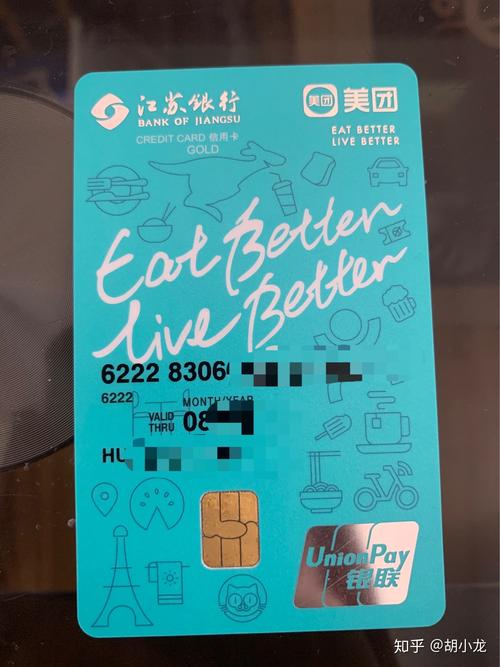 江苏银行
BANK OF JIANGSU
CREDIT CARD 信用卡
GOLD
美团 美团
EAT BETTER
LIVE BETTER
Eat Better
Live Better
6222 8306
6222
MONTH/YEAR
VALID
THRU 08
HU
UnionPay
银联
知乎 @胡小龙